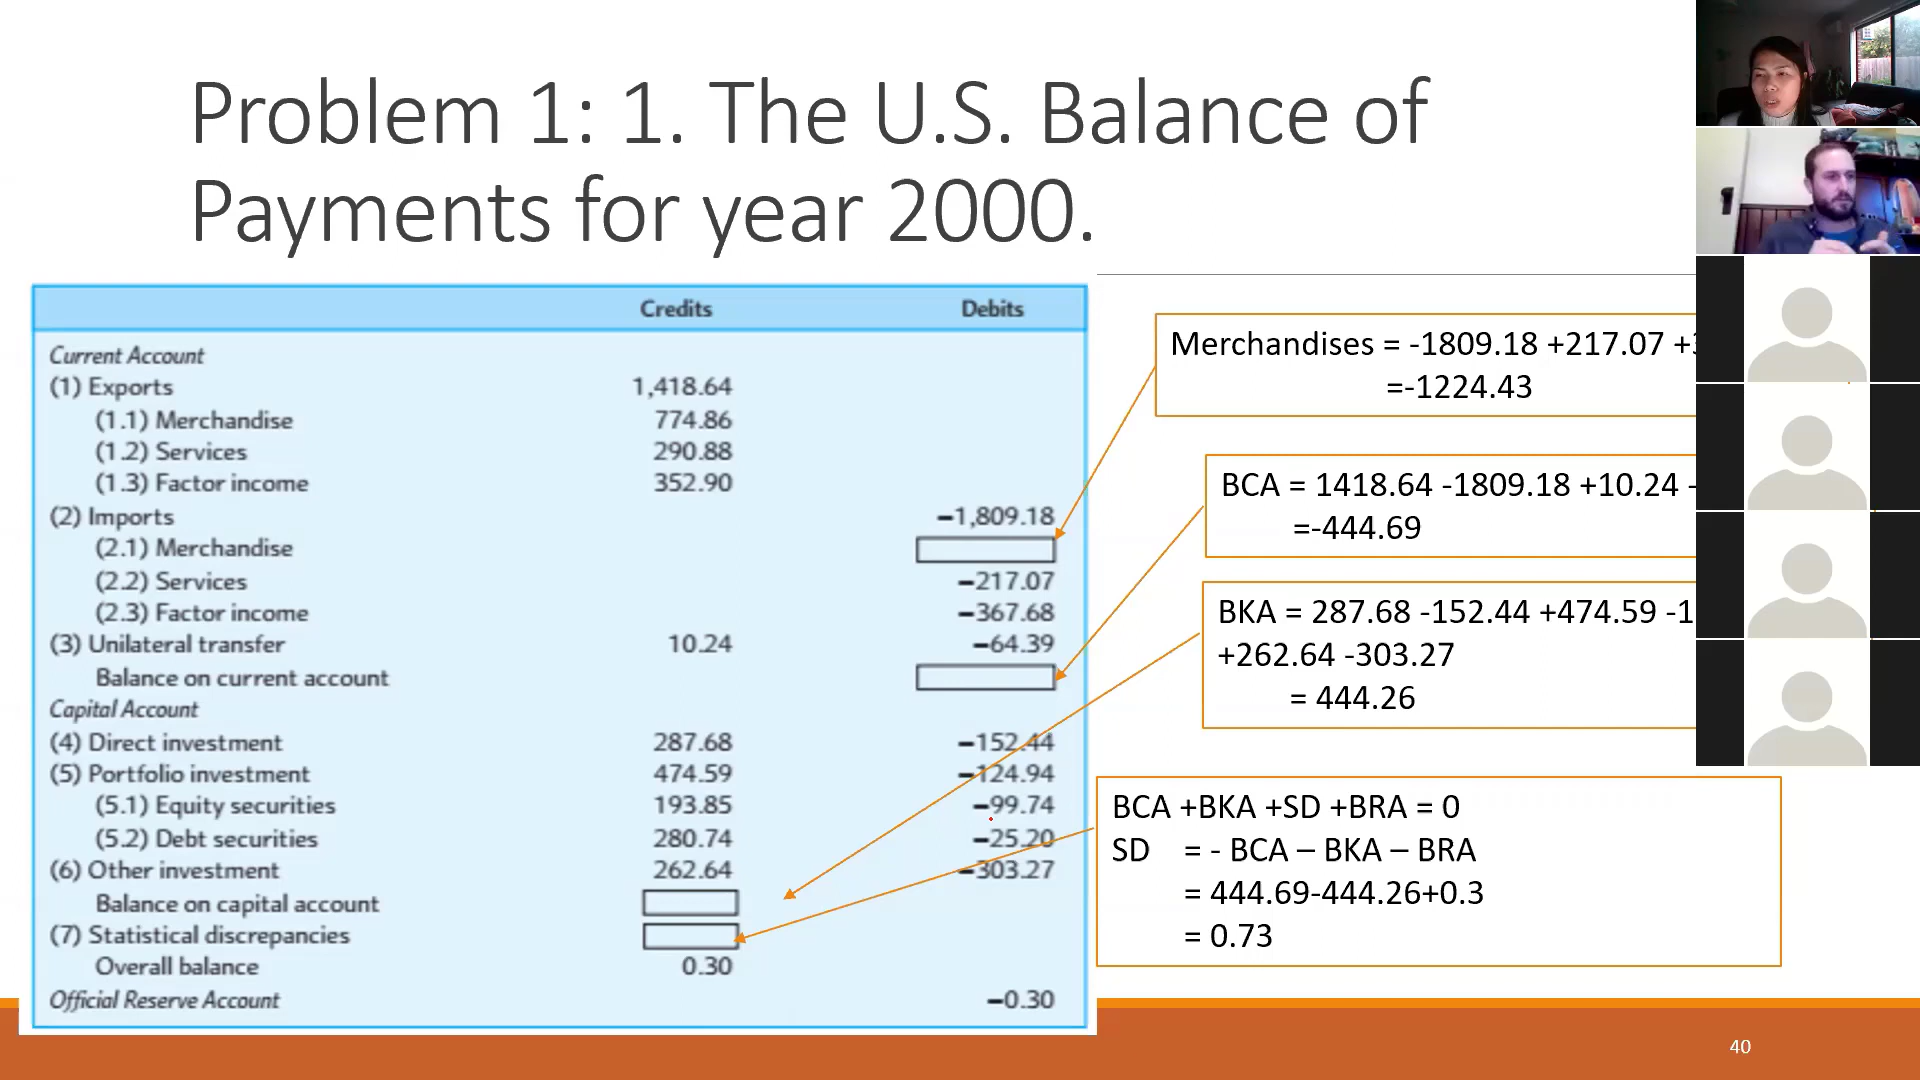 Problem 1: 1. The U.S. Balance of
Payments for year 2000.
Credits Debits
Current Account
(1) Exports 1,418.64
(1.1) Merchandise 774.86
(1.2) Services 290.88
(1.3) Factor income 352.90
(2) Imports −1,809.18
(2.1) Merchandise
(2.2) Services −217.07
(2.3) Factor income −367.68
(3) Unilateral transfer 10.24 −64.39
Balance on current account
Capital Account
(4) Direct investment 287.68 −152.44
(5) Portfolio investment 474.59 −124.94
(5.1) Equity securities 193.85 −99.74
(5.2) Debt securities 280.74 −25.20
(6) Other investment 262.64 −303.27
Balance on capital account
(7) Statistical discrepancies
Overall balance 0.30
Official Reserve Account −0.30
Merchandises = -1809.18 +217.07 +
=-1224.43
BCA = 1418.64 -1809.18 +10.24 -
=-444.69
BKA = 287.68 -152.44 +474.59 -1
+262.64 -303.27
= 444.26
BCA +BKA +SD +BRA = 0
SD = - BCA – BKA – BRA
= 444.69-444.26+0.3
= 0.73
40